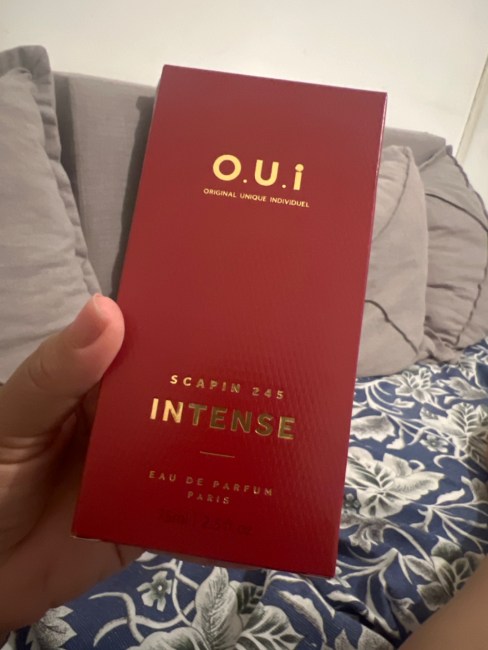 O.U.i
ORIGINAL UNIQUE INDIVIDUEL
SCAPIN 245
INTENSE
EAU DE PARFUM
PARIS